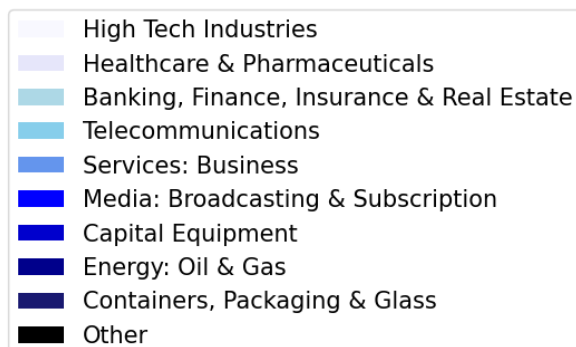 High Tech Industries
Healthcare & Pharmaceuticals
Banking, Finance, Insurance & Real Estate
Telecommunications
Services: Business
Media: Broadcasting & Subscription
Capital Equipment
Energy: Oil & Gas
Containers, Packaging & Glass
Other